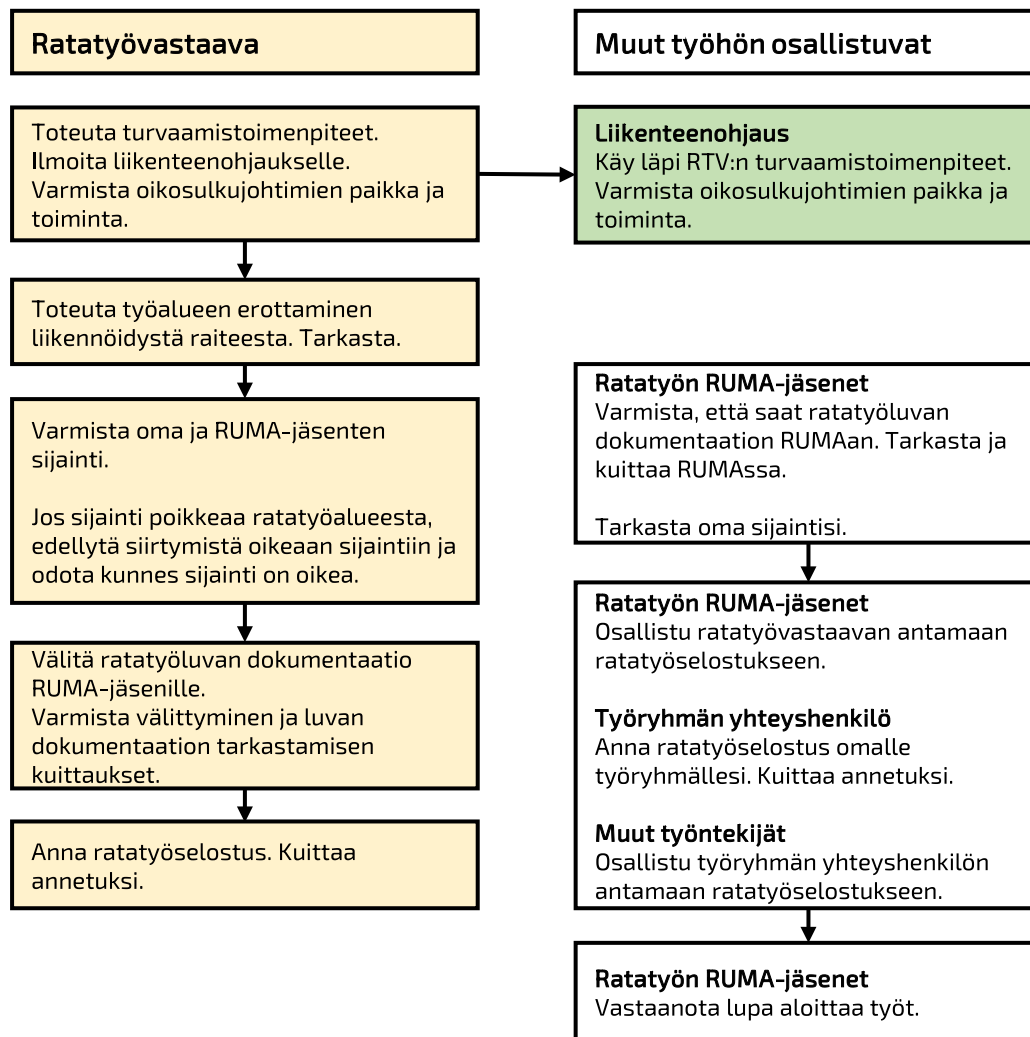 Ratatyövastaava
Toteuta turvaamistoimenpiteet.
Ilmoita liikenteenohjaukselle.
Varmista oikosulkujohtimien paikka ja
toiminta.
Toteuta työalueen erottaminen
liikennöidystä raiteesta. Tarkasta.
Varmista oma ja RUMA-jäsenten
sijainti.
Jos sijainti poikkeaa ratatyöalueesta,
edellytä siirtymistä oikeaan sijaintiin ja
odota kunnes sijainti on oikea.
Välitä ratatyöluvan dokumentaatio
RUMA-jäsenille.
Varmista välittyminen ja luvan
dokumentaation tarkastamisen
kuittaukset.
Anna ratatyöselostus. Kuittaa
annetuksi.
Muut työhön osallistuvat
Liikenteenohjaus
Käy läpi RTV:n turvaamistoimenpiteet.
Varmista oikosulkujohtimien paikka ja
toiminta.
Ratatyön RUMA-jäsenet
Varmista, että saat ratatyöluvan
dokumentaation RUMAan. Tarkasta ja
kuittaa RUMAssa.
Tarkasta oma sijaintisi.
Ratatyön RUMA-jäsenet
Osallistu ratatyövastaavan antamaan
ratatyöselostukseen.
Työryhmän yhteyshenkilö
Anna ratatyöselostus omalle
työryhmällesi. Kuittaa annetuksi.
Muut työntekijät
Osallistu työryhmän yhteyshenkilön
antamaan ratatyöselostukseen.
Ratatyön RUMA-jäsenet
Vastaanota lupa aloittaa työt.